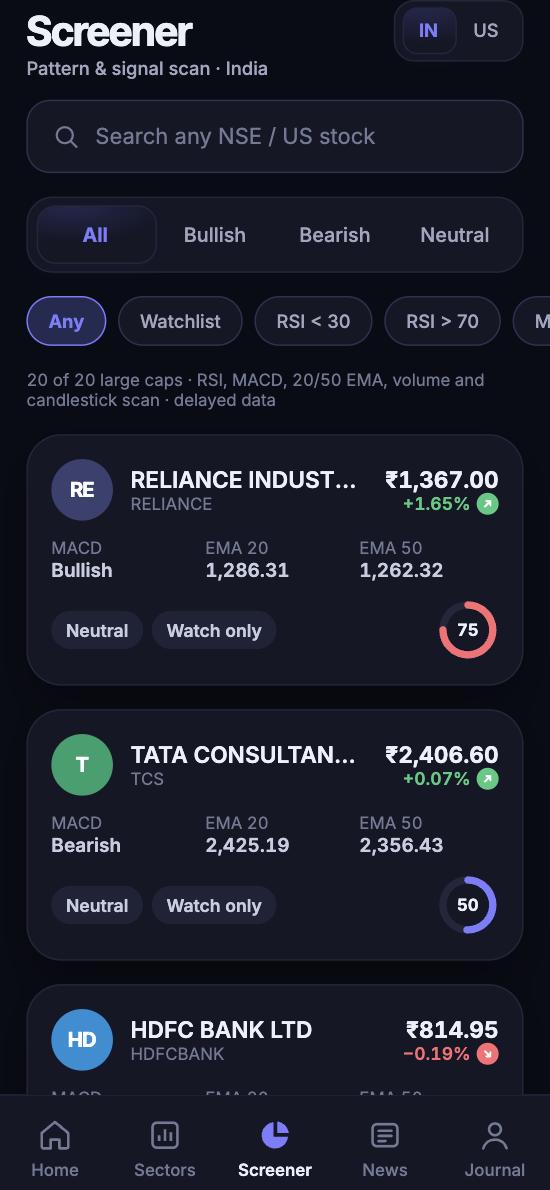 Screener
IN
US
Pattern & signal scan · India
Search any NSE / US stock
All
Bullish
Bearish
Neutral
Any
Watchlist
RSI < 30
RSI > 70
20 of 20 large caps · RSI, MACD, 20/50 EMA, volume and
candlestick scan · delayed data
RE
RELIANCE INDUST...
₹1,367.00
RELIANCE
+1.65%
MACD
EMA 20
EMA 50
Bullish
1,286.31
1,262.32
Neutral
Watch only
75
T
TATA CONSULTAN...
₹2,406.60
TCS
+0.07%
MACD
EMA 20
EMA 50
Bearish
2,425.19
2,356.43
Neutral
Watch only
50
HD
HDFC BANK LTD
₹814.95
HDFCBANK
−0.19%
Home
Sectors
Screener
News
Journal